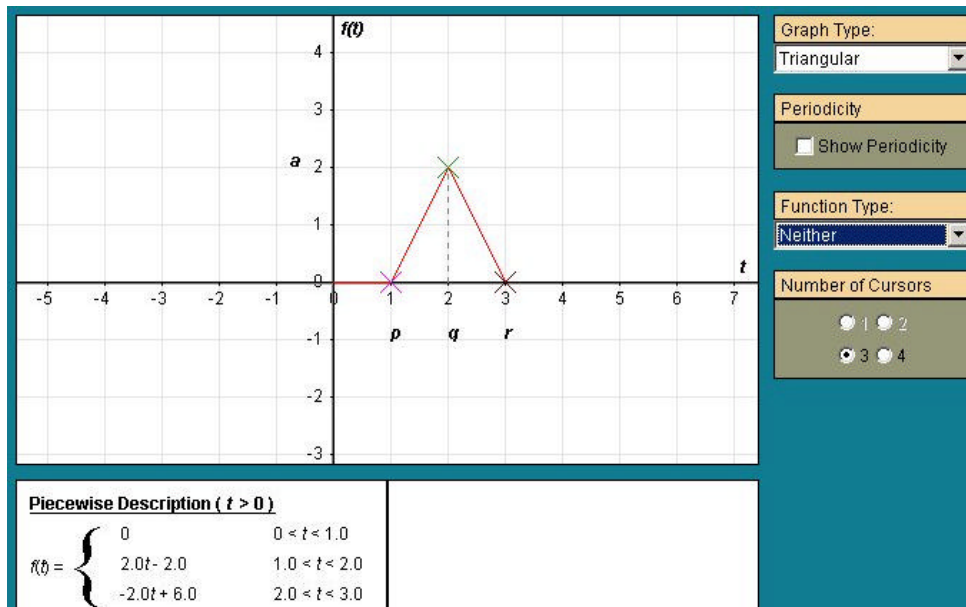 f(t)
4
3
a 2
1
0
-5 -4 -3 -2 -1 0 1 2 3 4 5 6 7
t
p q r
-1
-2
-3
Graph Type:
Triangular
Periodicity
Show Periodicity
Function Type:
Neither
Number of Cursors
1 2
3 4
Piecewise Description ( t > 0 )
0 0 < t < 1.0
f(t) = { 2.0t - 2.0 1.0 < t < 2.0
-2.0t + 6.0 2.0 < t < 3.0